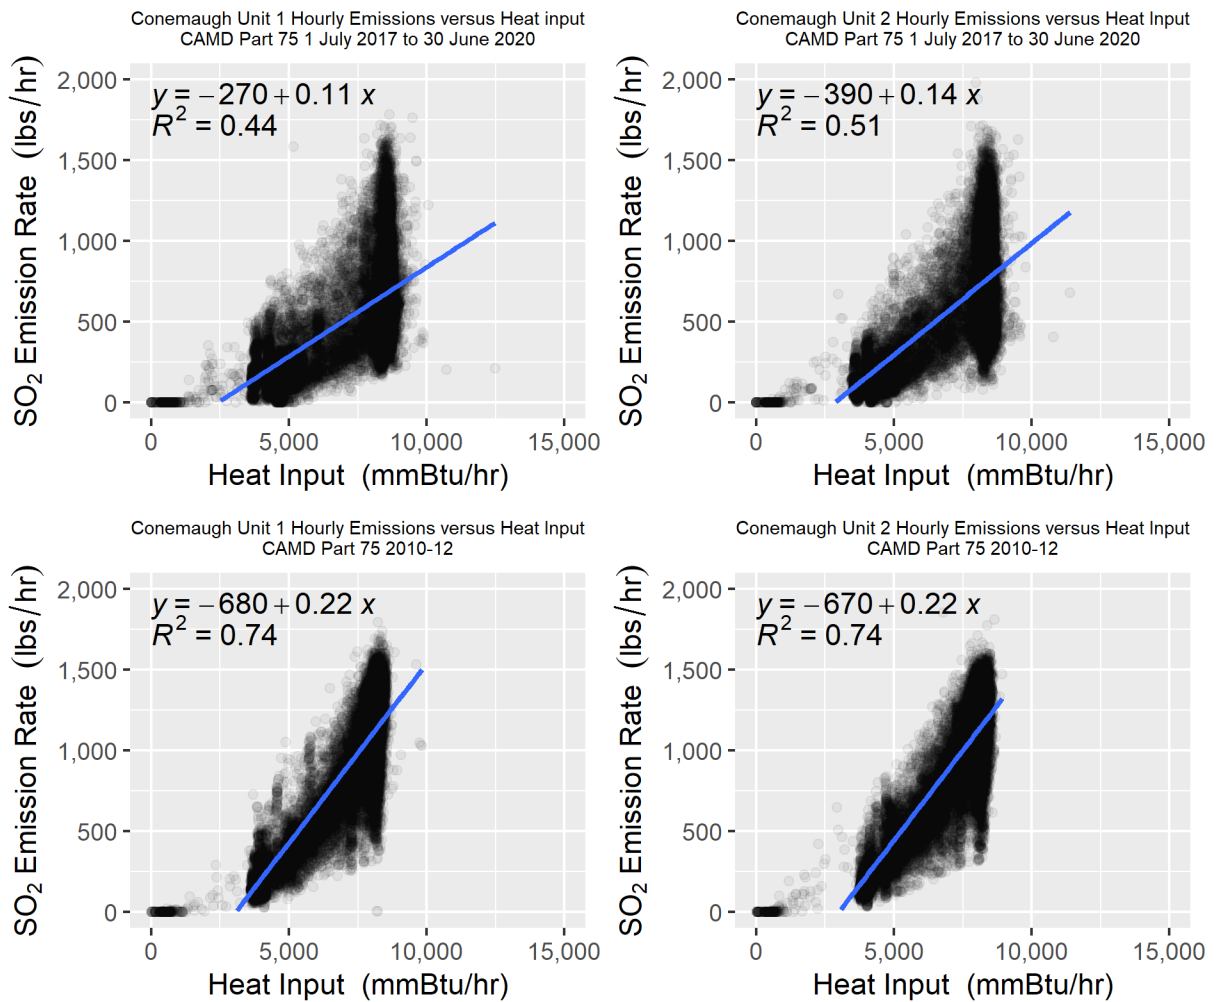 Conemaugh Unit 1 Hourly Emissions versus Heat input
CAMD Part 75 1 July 2017 to 30 June 2020
2,000
1,500
1,000
500
0
SO₂ Emission Rate (lbs/hr)
y = −270 + 0.11 x
R² = 0.44
0 5,000 10,000 15,000
Heat Input (mmBtu/hr)
Conemaugh Unit 2 Hourly Emissions versus Heat Input
CAMD Part 75 1 July 2017 to 30 June 2020
2,000
1,500
1,000
500
0
SO₂ Emission Rate (lbs/hr)
y = −390 + 0.14 x
R² = 0.51
0 5,000 10,000 15,000
Heat Input (mmBtu/hr)
Conemaugh Unit 1 Hourly Emissions versus Heat Input
CAMD Part 75 2010-12
2,000
1,500
1,000
500
0
SO₂ Emission Rate (lbs/hr)
y = −680 + 0.22 x
R² = 0.74
0 5,000 10,000 15,000
Heat Input (mmBtu/hr)
Conemaugh Unit 2 Hourly Emissions versus Heat Input
CAMD Part 75 2010-12
2,000
1,500
1,000
500
0
SO₂ Emission Rate (lbs/hr)
y = −670 + 0.22 x
R² = 0.74
0 5,000 10,000 15,000
Heat Input (mmBtu/hr)